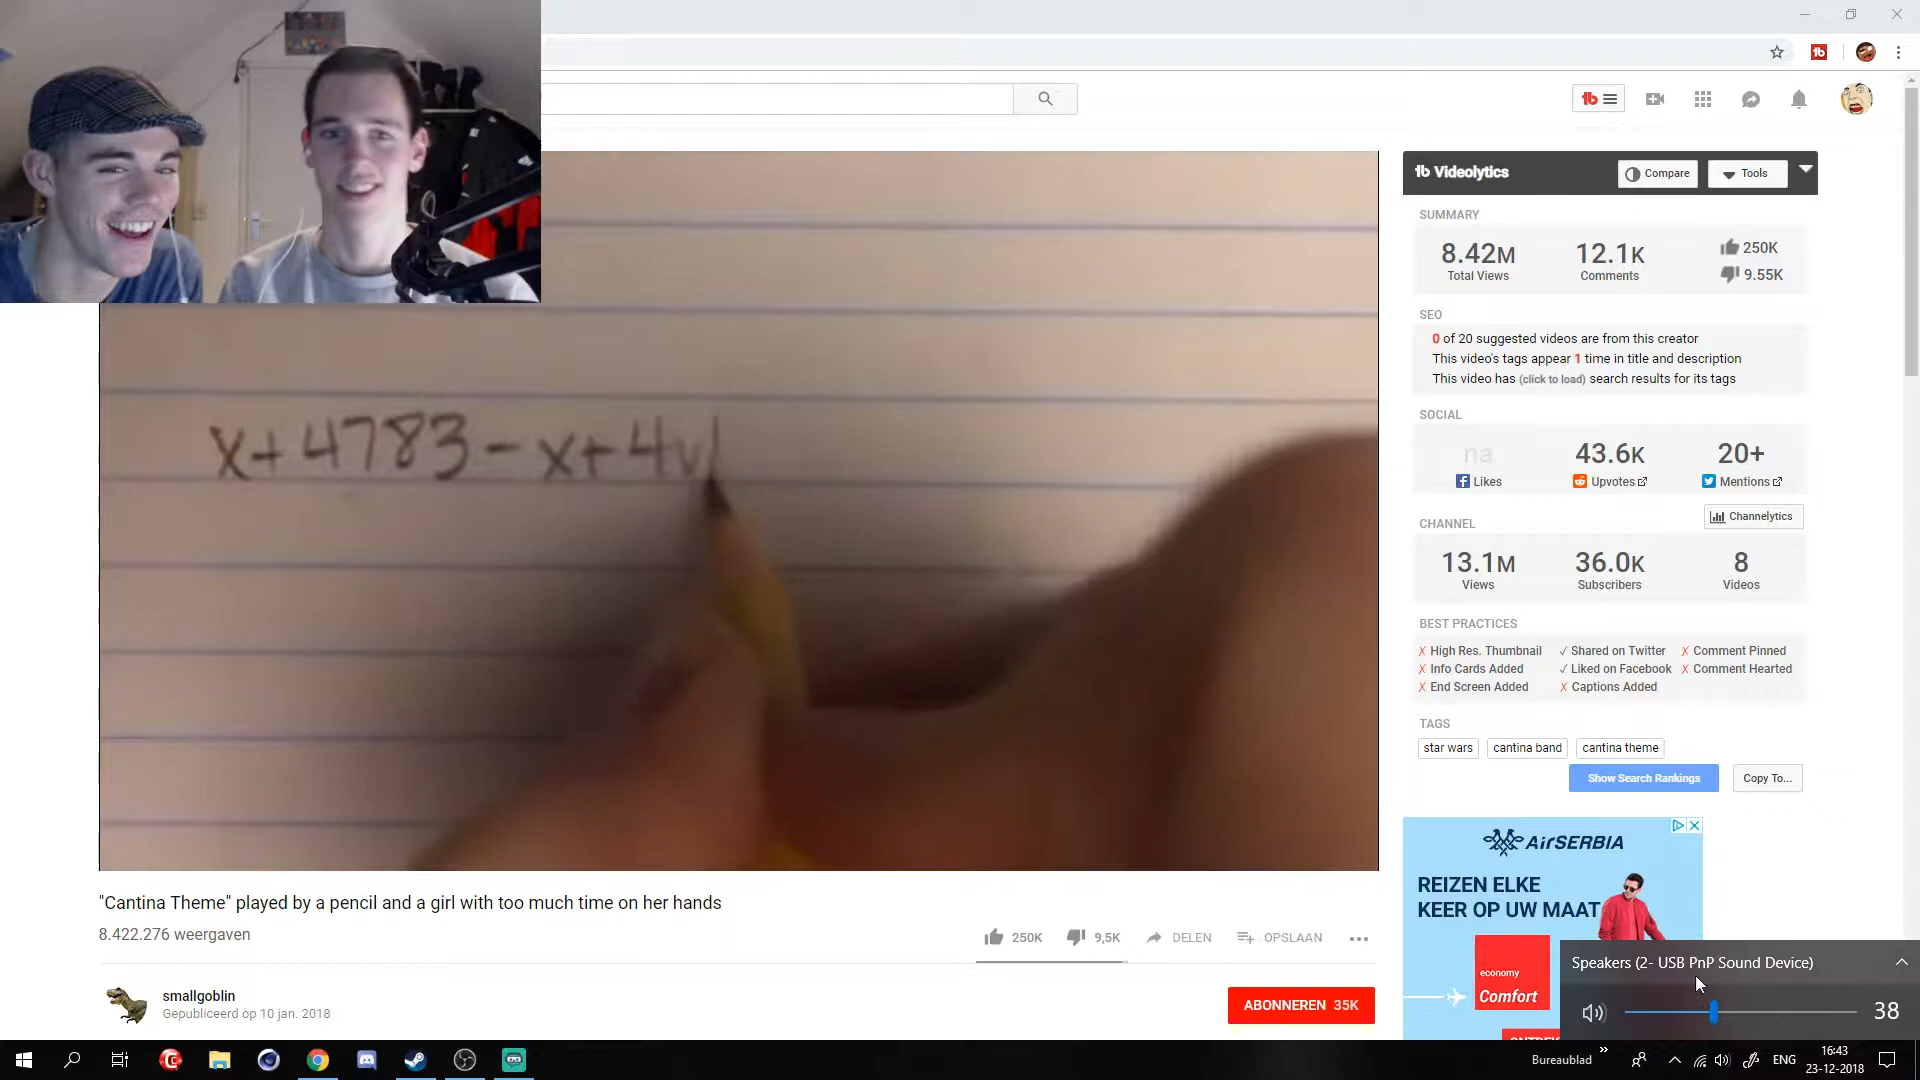 Videolytics
Compare
Tools
SUMMARY
8.42M
Total Views
12.1K
Comments
250K
9.55K
SEO
0 of 20 suggested videos are from this creator
This video's tags appear 1 time in title and description
This video has (click to load) search results for its tags
x+4783-x+4
SOCIAL
na
Likes
43.6K
Upvotes
20+
Mentions
Channelytics
CHANNEL
13.1M
Views
36.0K
Subscribers
8
Videos
BEST PRACTICES
High Res. Thumbnail
Shared on Twitter
Comment Pinned
Info Cards Added
Liked on Facebook
Comment Hearted
End Screen Added
Captions Added
TAGS
star wars
cantina band
cantina theme
Show Search Rankings
Copy To...
AirSERBIA
REIZEN ELKE
KEER OP UW MAAT
economy
Comfort
"Cantina Theme" played by a pencil and a girl with too much time on her hands
8.422.276 weergaven
250K
9,5K
DELEN
OPSLAAN
smallgoblin
Gepubliceerd op 10 jan. 2018
ABONNEREN 35K
Speakers (2- USB PnP Sound Device)
38
Bureaublad
ENG
16:43
23-12-2018